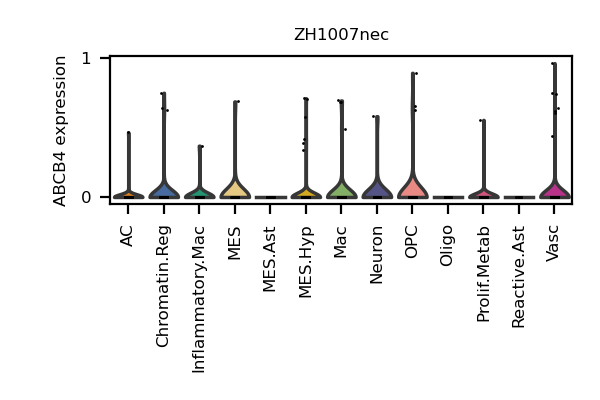 ZH1007nec
ABCB4 expression
1
0
AC
Chromatin.Reg
Inflammatory.Mac
MES
MES.Ast
MES.Hyp
Mac
Neuron
OPC
Oligo
Prolif.Metab
Reactive.Ast
Vasc